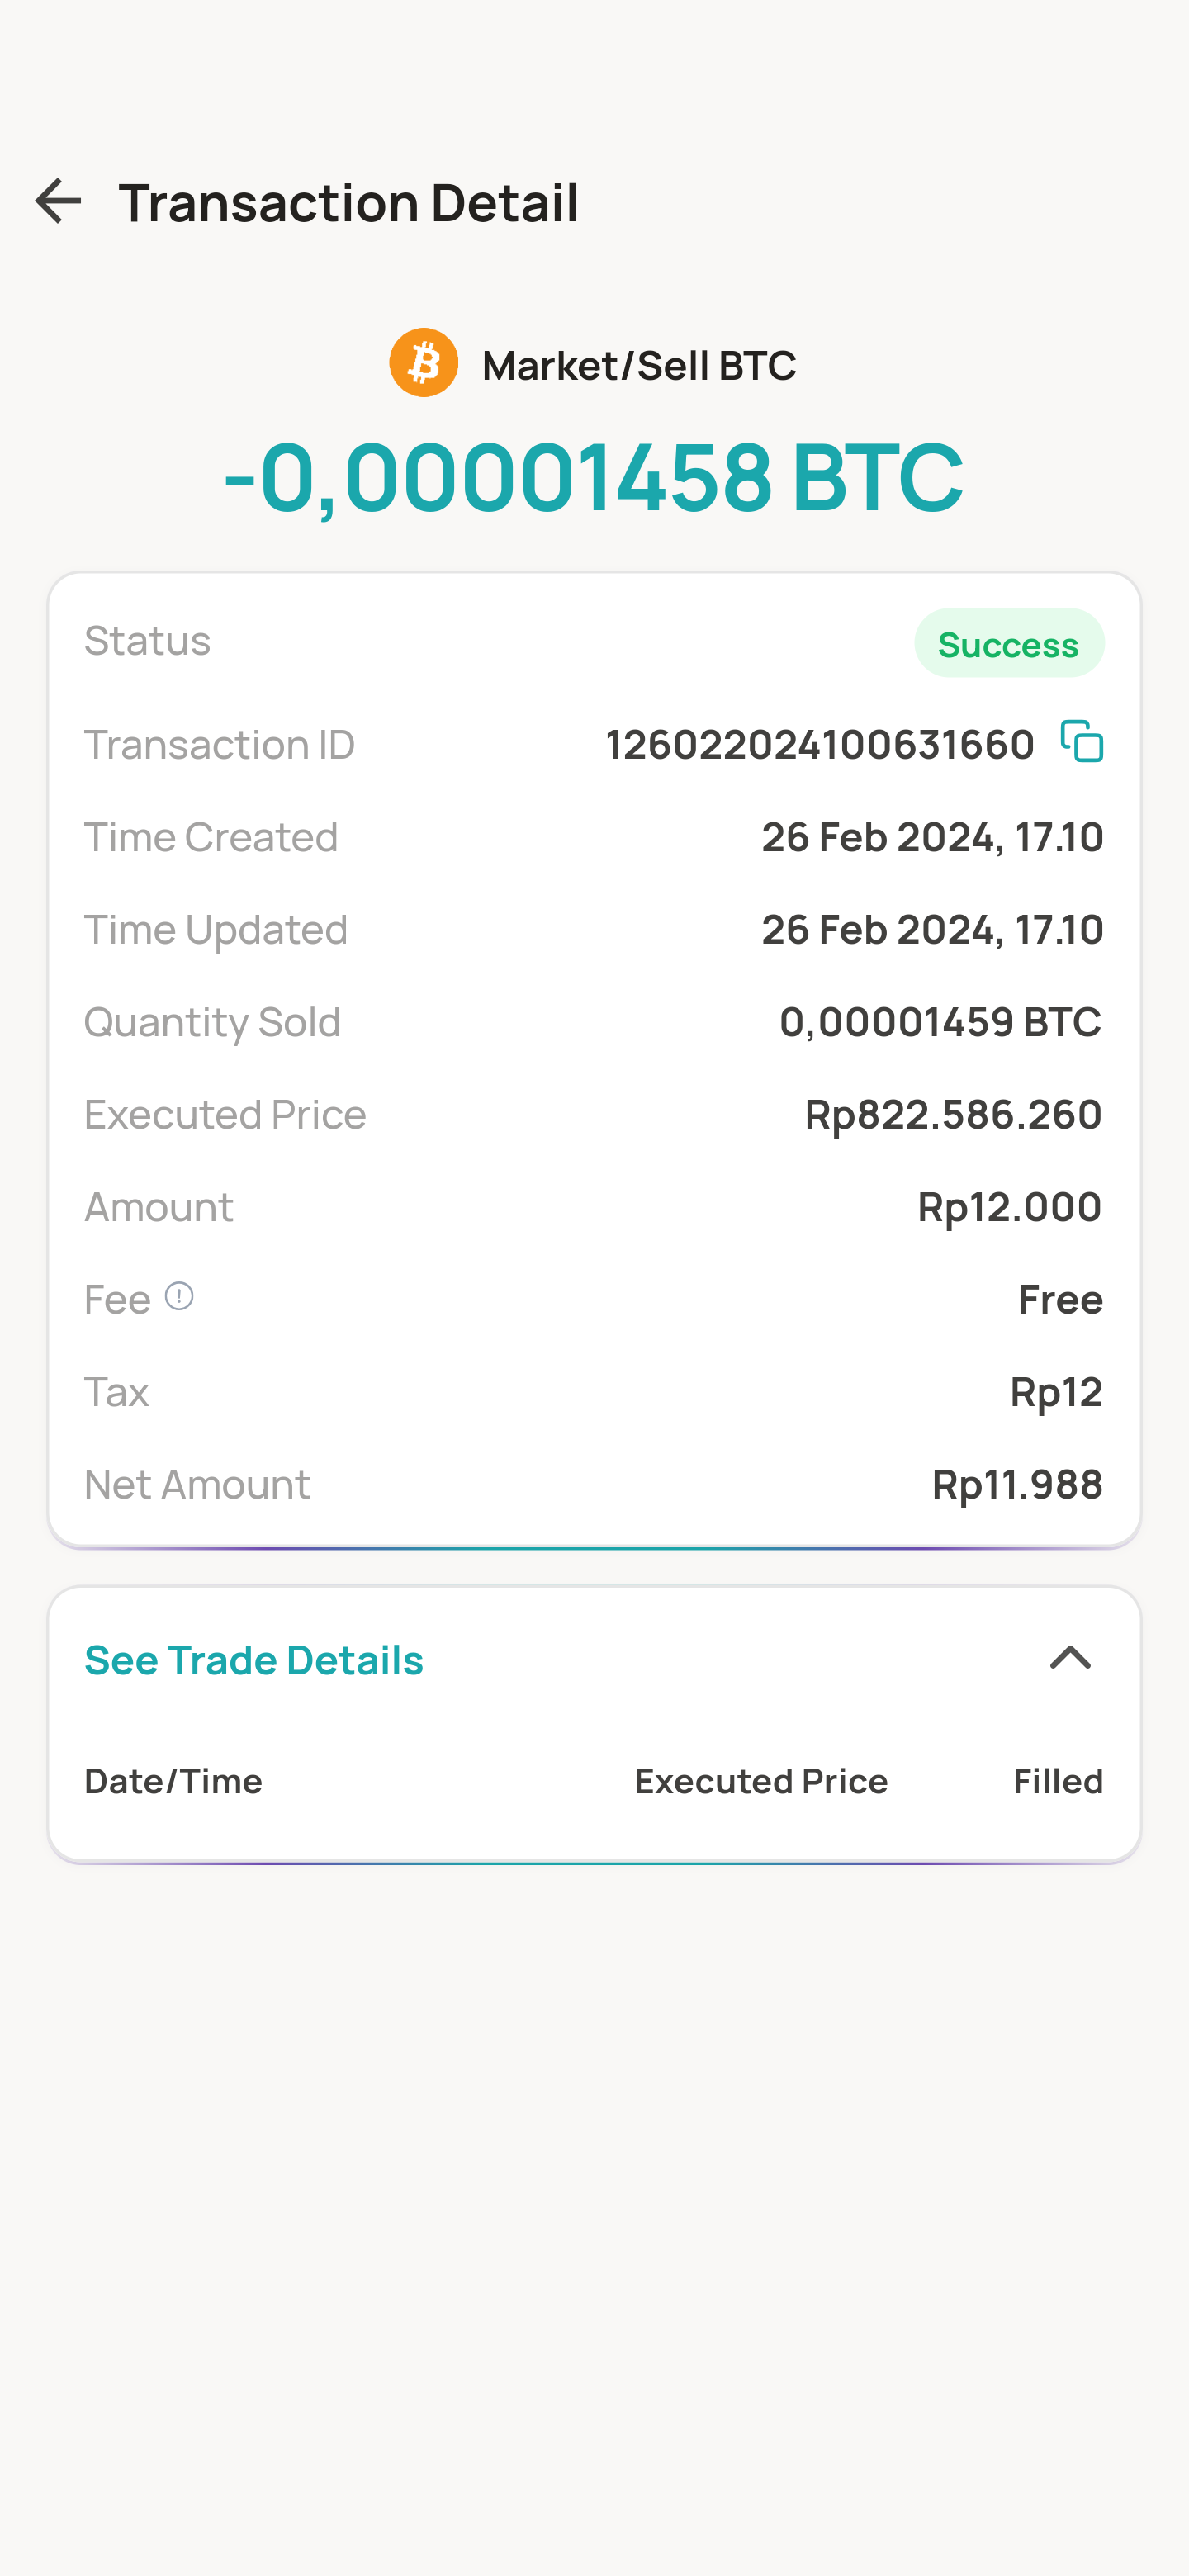 Transaction Detail
Market/Sell BTC
-0,00001458 BTC
Status Success
Transaction ID 126022024100631660
Time Created 26 Feb 2024, 17.10
Time Updated 26 Feb 2024, 17.10
Quantity Sold 0,00001459 BTC
Executed Price Rp822.586.260
Amount Rp12.000
Fee Free
Tax Rp12
Net Amount Rp11.988
See Trade Details
Date/Time Executed Price Filled